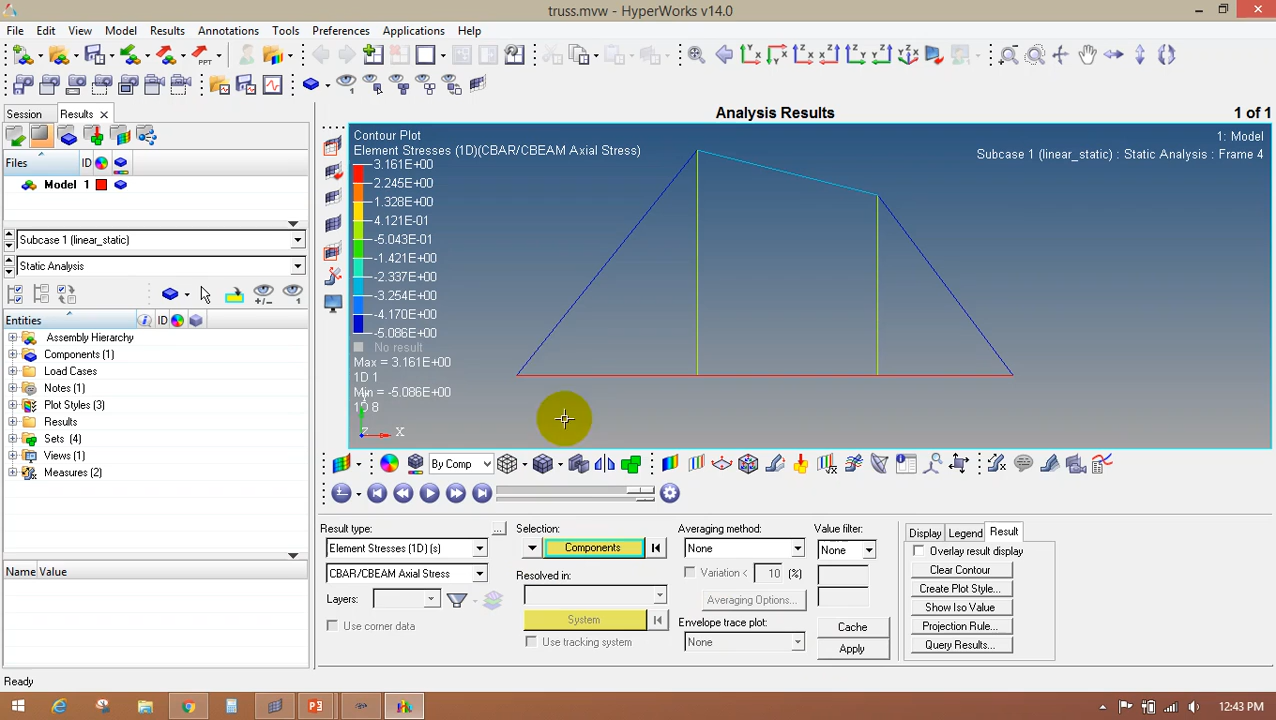 truss.mvw - HyperWorks v14.0
File Edit View Model Results Annotations Tools Preferences Applications Help
PPT
Session Results
Files ID
Model 1
Subcase 1 (linear_static)
Static Analysis
Entities ID
Assembly Hierarchy
Components (1)
Load Cases
Notes (1)
Plot Styles (3)
Results
Sets (4)
Views (1)
Measures (2)
Name Value
Analysis Results
1 of 1
Contour Plot
Element Stresses (1D)(CBAR/CBEAM Axial Stress)
3.161E+00
2.245E+00
1.328E+00
4.121E-01
-5.043E-01
-1.421E+00
-2.337E+00
-3.254E+00
-4.170E+00
-5.086E+00
No result
Max = 3.161E+00
1D 1
Min = -5.086E+00
1D 8
1: Model
Subcase 1 (linear_static) : Static Analysis : Frame 4
Y
Z X
By Comp
Result type:
Element Stresses (1D) (s)
CBAR/CBEAM Axial Stress
Layers:
Use corner data
Selection:
Components
Resolved in:
System
Use tracking system
Averaging method:
None
Variation < 10 (%)
Averaging Options...
Envelope trace plot:
None
Value filter:
None
Cache
Apply
Display Legend Result
Overlay result display
Clear Contour
Create Plot Style...
Show Iso Value
Projection Rule...
Query Results...
Ready
12:43 PM